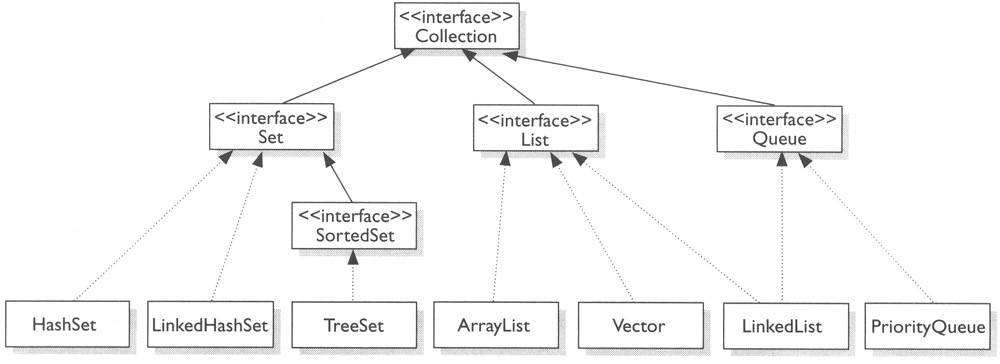 <<interface>>
Collection
<<interface>>
Set
<<interface>>
List
<<interface>>
Queue
<<interface>>
SortedSet
HashSet
LinkedHashSet
TreeSet
ArrayList
Vector
LinkedList
PriorityQueue